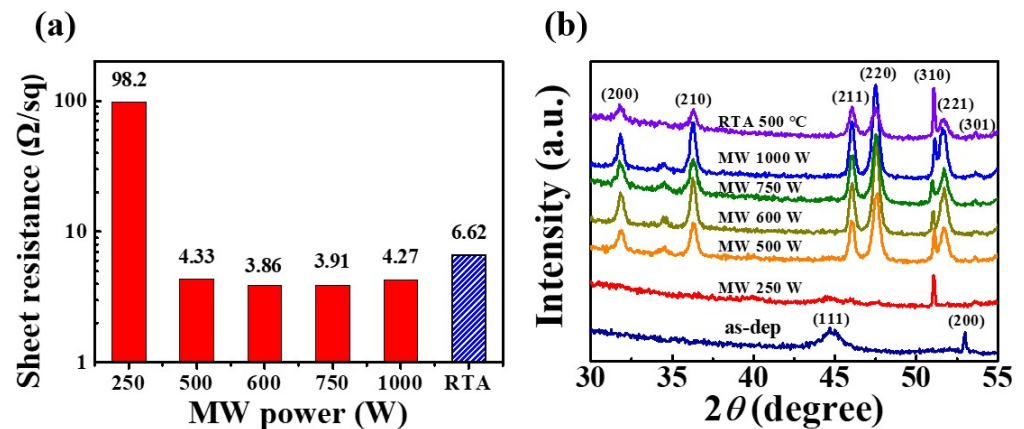 (a)
Sheet resistance (Ω/sq)
100
10
1
98.2
4.33
3.86
3.91
4.27
6.62
250 500 600 750 1000 RTA
MW power (W)
(b)
Intensity (a.u.)
(200)
(210)
(211)
(220)
(310)
(221)
(301)
RTA 500 °C
MW 1000 W
MW 750 W
MW 600 W
MW 500 W
MW 250 W
as-dep
(111)
(200)
30 35 40 45 50 55
2θ (degree)